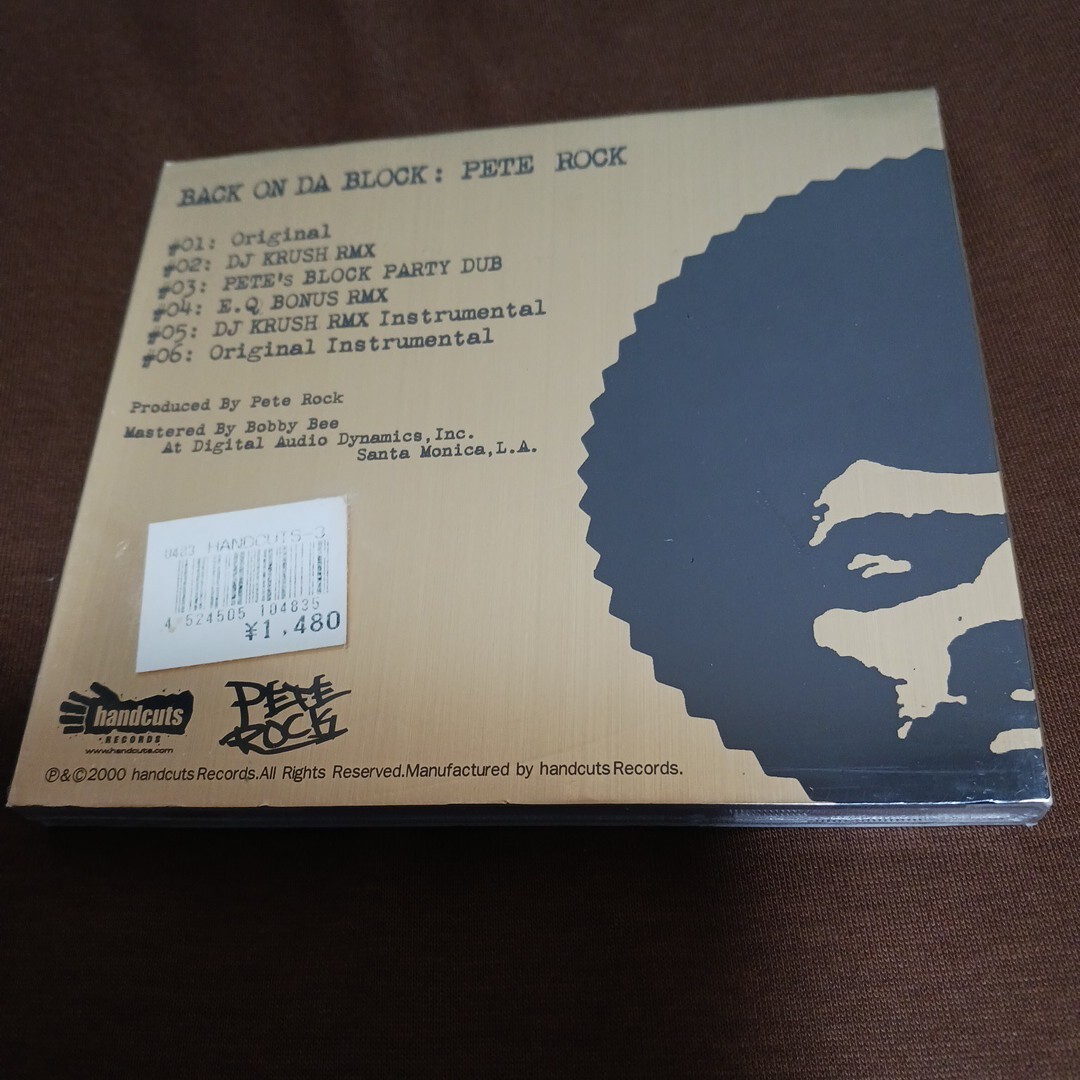 BACK ON DA BLOCK: PETE ROCK
#01: Original
#02: DJ KRUSH RMX
#03: PETE's BLOCK PARTY DUB
#04: E.Q BONUS RMX
#05: DJ KRUSH RMX Instrumental
#06: Original Instrumental
Produced By Pete Rock
Mastered By Bobby Bee
At Digital Audio Dynamics,Inc.
Santa Monica,L.A.
0403 HANDCUTS-3
4 524505 104835
¥1,480
handcuts
RECORDS
www.handcuts.com
PETE
ROCK
℗&©2000 handcuts Records.All Rights Reserved.Manufactured by handcuts Records.